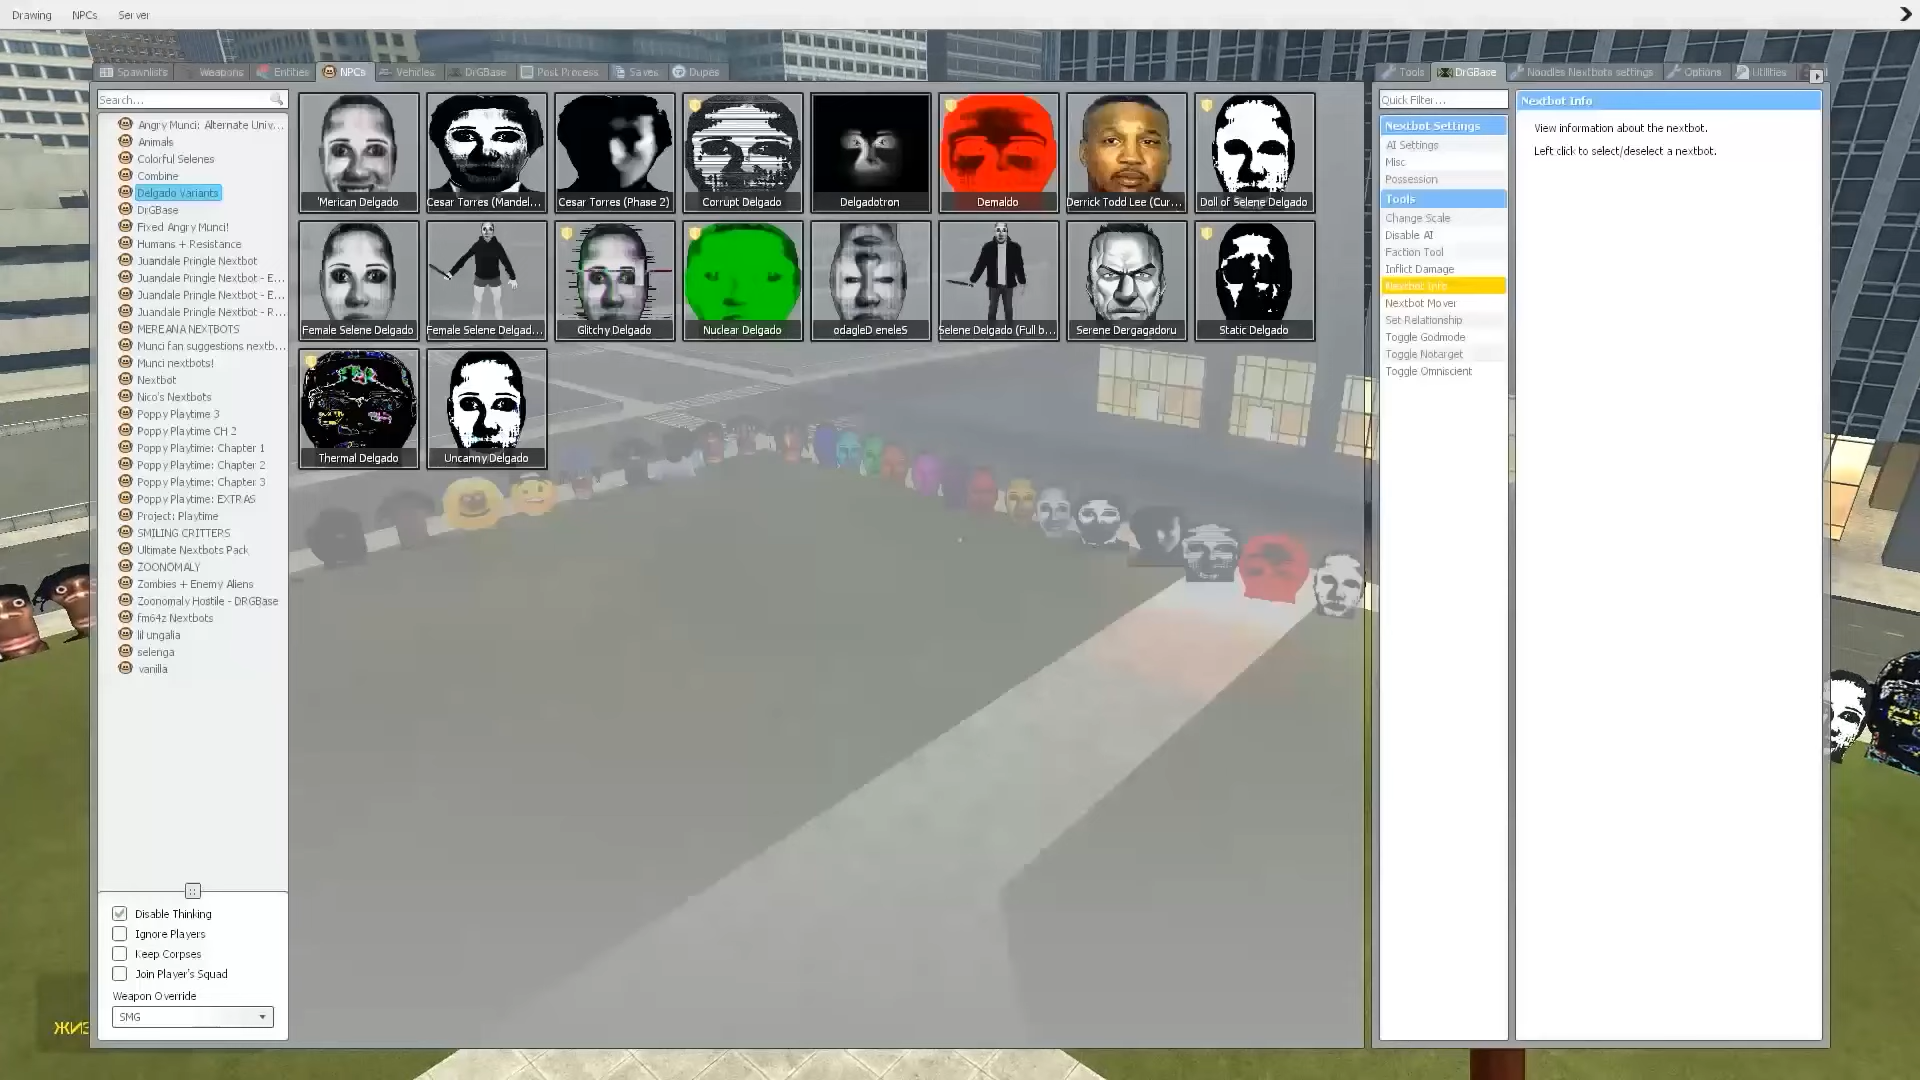 Drawing NPCs Server
Spawnlists Weapons Entities NPCs Vehicles DrGBase Post Process Saves Dupes
Tools DrGBase Noodles Nextbots settings Options Utilities
Search...
Angry Munci: Alternate Univ...
Animals
Colorful Selenes
Combine
Delgado Variants
DrGBase
Fixed Angry Munci!
Humans + Resistance
Juandale Pringle Nextbot
Juandale Pringle Nextbot - E...
Juandale Pringle Nextbot - E...
Juandale Pringle Nextbot - R...
MEREANA NEXTBOTS
Munci fan suggestions nextb...
Munci nextbots!
Nextbot
Nico's Nextbots
Poppy Playtime 3
Poppy Playtime CH 2
Poppy Playtime: Chapter 1
Poppy Playtime: Chapter 2
Poppy Playtime: Chapter 3
Poppy Playtime: EXTRAS
Project: Playtime
SMILING CRITTERS
Ultimate Nextbots Pack
ZOONOMALY
Zombies + Enemy Aliens
Zoonomaly Hostile - DRGBase
fm64z Nextbots
lil ungalia
selenga
vanilla
Disable Thinking
Ignore Players
Keep Corpses
Join Player's Squad
Weapon Override
SMG
'Merican Delgado
Cesar Torres (Mandel...
Cesar Torres (Phase 2)
Corrupt Delgado
Delgadotron
Demaldo
Derrick Todd Lee (Cur...
Doll of Selene Delgado
Female Selene Delgado
Female Selene Delgad...
Glitchy Delgado
Nuclear Delgado
odagleD eneleS
Selene Delgado (Full b...
Serene Dergagadoru
Static Delgado
Thermal Delgado
Uncanny Delgado
Quick Filter...
Nextbot Settings
AI Settings
Misc
Possession
Tools
Change Scale
Disable AI
Faction Tool
Inflict Damage
Nextbot Info
Nextbot Mover
Set Relationship
Toggle Godmode
Toggle Notarget
Toggle Omniscient
Nextbot Info
View information about the nextbot.
Left click to select/deselect a nextbot.
ЖИЗ